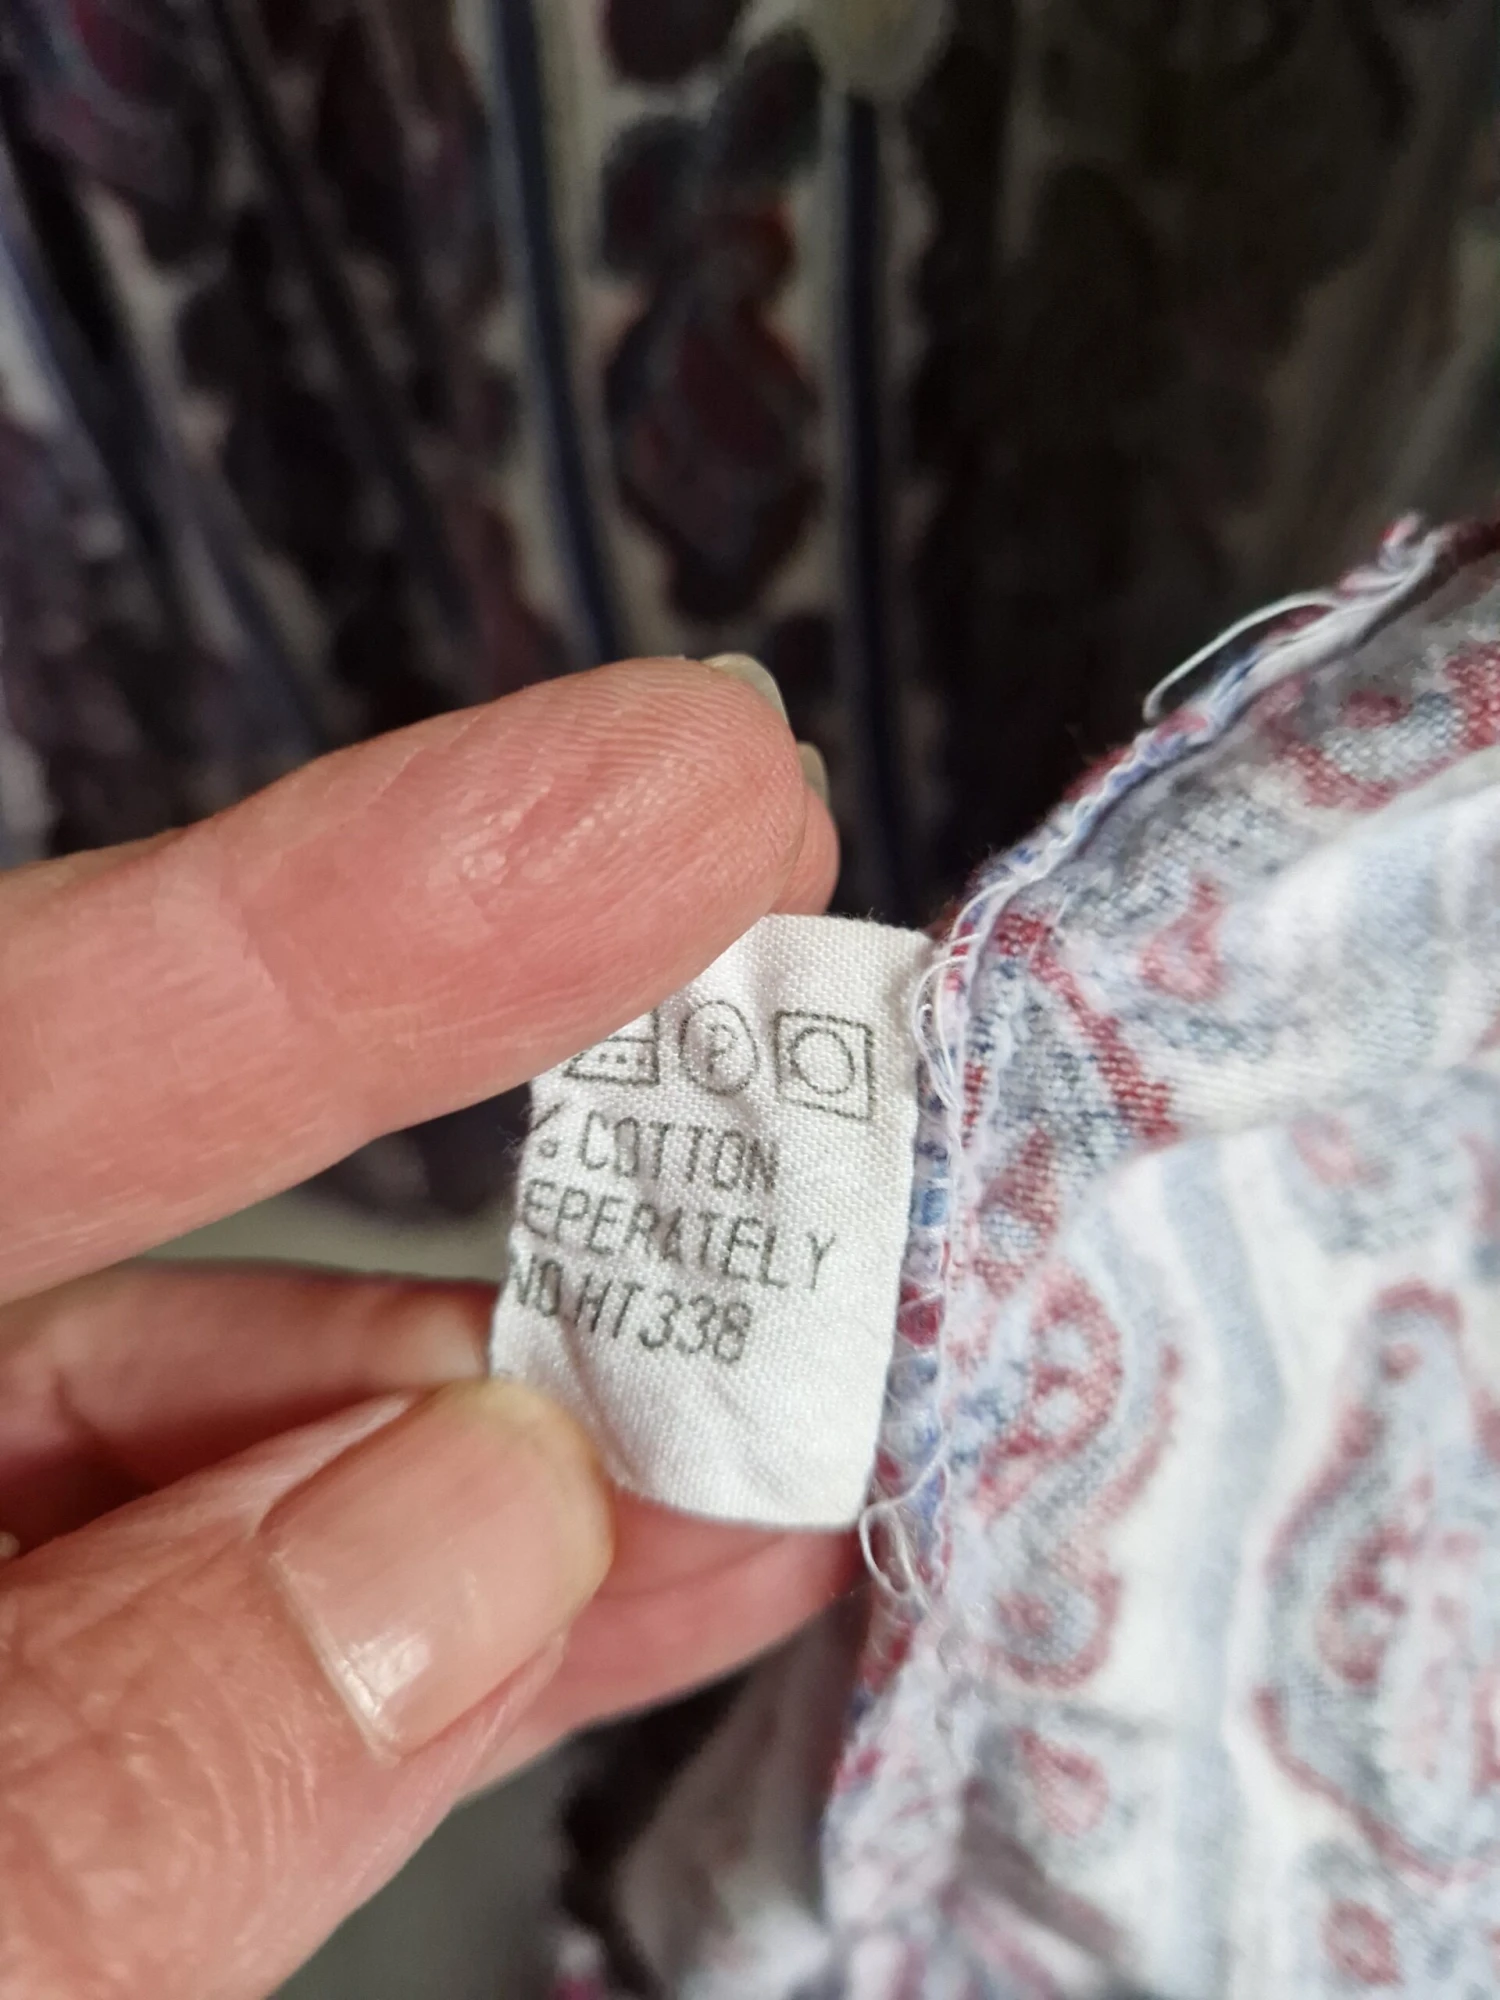 P
% COTTON
EPERATELY
NO.HT338